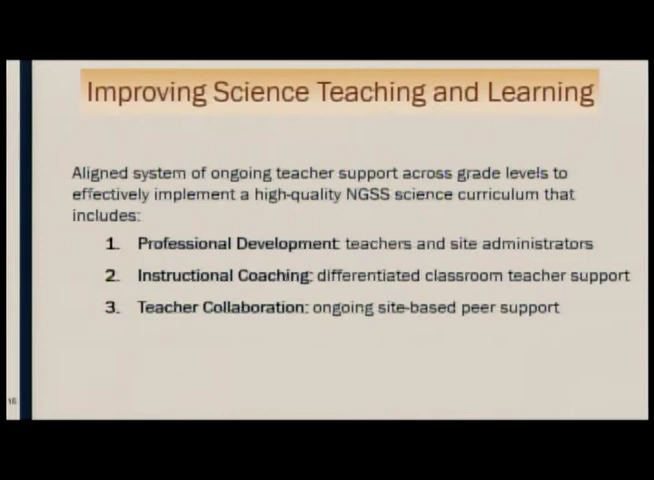 Improving Science Teaching and Learning
Aligned system of ongoing teacher support across grade levels to
effectively implement a high-quality NGSS science curriculum that
includes:
1. Professional Development: teachers and site administrators
2. Instructional Coaching: differentiated classroom teacher support
3. Teacher Collaboration: ongoing site-based peer support